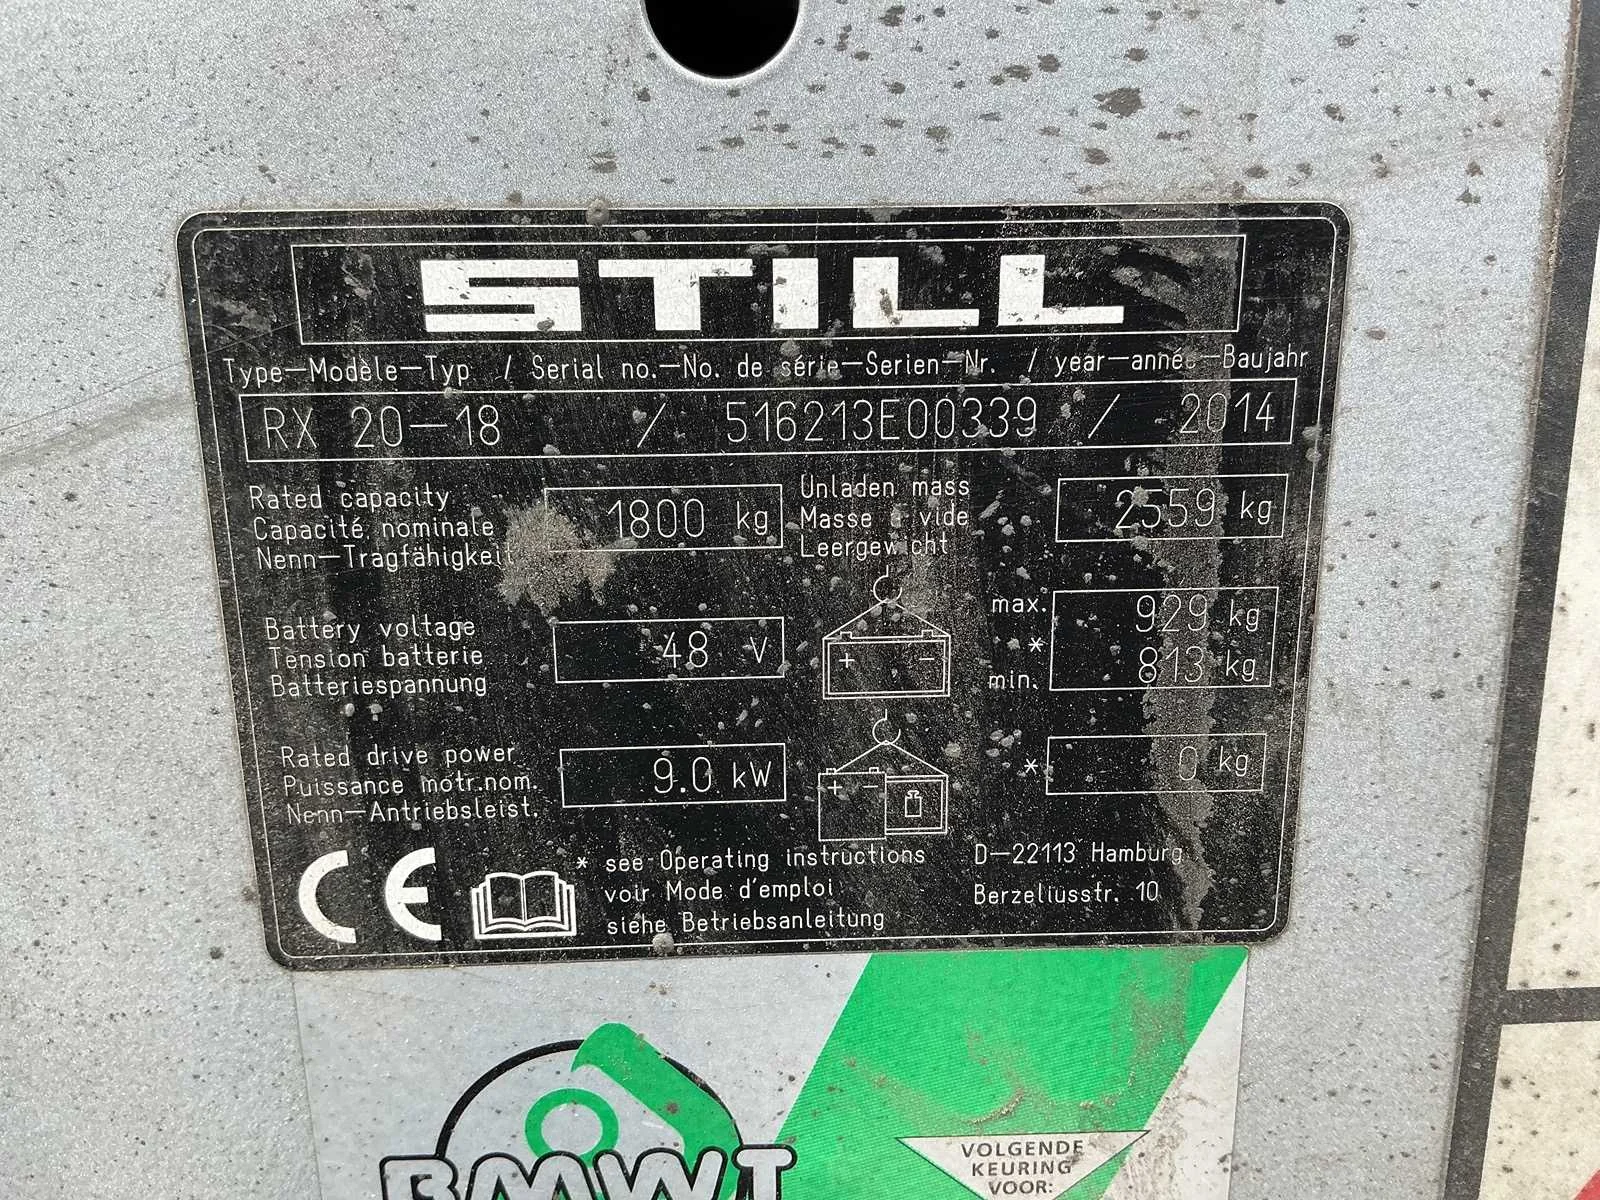 STILL
Type—Modèle—Typ / Serial no.—No. de série—Serien—Nr. / year—année—Baujahr
RX 20—18 / 516213E00339 / 2014
Rated capacity
Capacité nominale
Nenn—Tragfähigkeit
1800 kg
Unladen mass
Masse à vide
Leergewicht
2559 kg
Battery voltage
Tension batterie
Batteriespannung
48 V
+ −
max. 929 kg
*
min. 813 kg
Rated drive power
Puissance motr.nom.
Nenn—Antriebsleist.
9.0 kW
+ −
* 0 kg
CE
* see Operating instructions
voir Mode d'emploi
siehe Betriebsanleitung
D—22113 Hamburg
Berzeliusstr. 10
BMWT
VOLGENDE
KEURING
VOOR: